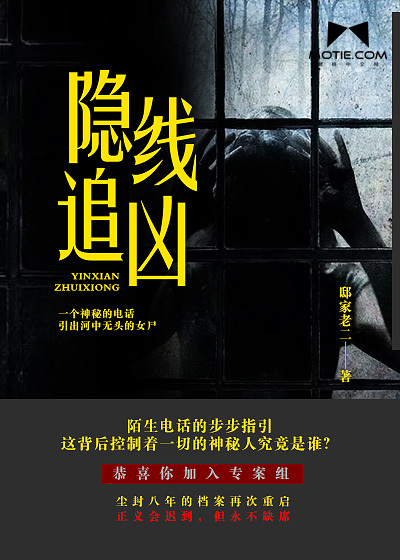 MOTIE.COM
隐线
追凶
YINXIAN
ZHUIXIONG
一个神秘的电话
引出河中无头的女尸
邸家老二——著
陌生电话的步步指引
这背后控制着一切的神秘人究竟是谁?
恭喜你加入专案组
尘封八年的档案再次重启
正义会迟到,但永不缺席